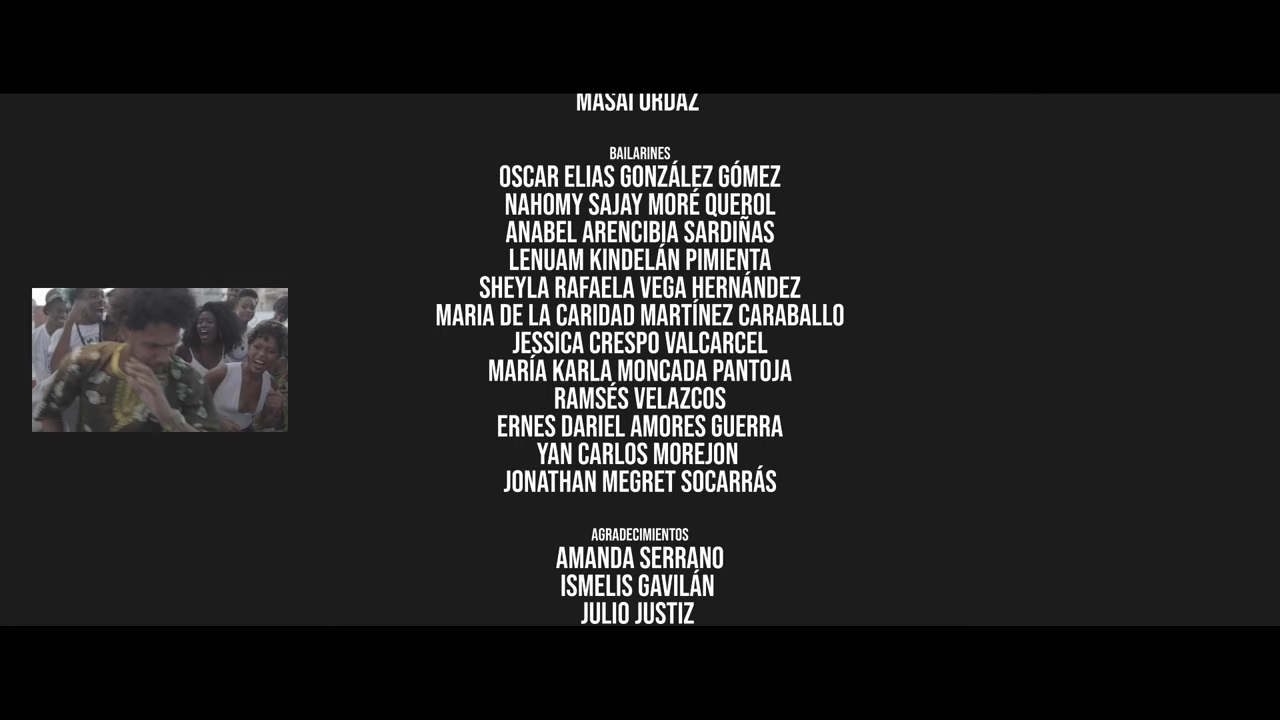 MASAI ORDAZ
BAILARINES
OSCAR ELIAS GONZÁLEZ GÓMEZ
NAHOMY SAJAY MORÉ QUEROL
ANABEL ARENCIBIA SARDIÑAS
LENUAM KINDELÁN PIMIENTA
SHEYLA RAFAELA VEGA HERNÁNDEZ
MARIA DE LA CARIDAD MARTÍNEZ CARABALLO
JESSICA CRESPO VALCARCEL
MARÍA KARLA MONCADA PANTOJA
RAMSÉS VELAZCOS
ERNES DARIEL AMORES GUERRA
YAN CARLOS MOREJON
JONATHAN MEGRET SOCARRÁS
AGRADECIMIENTOS
AMANDA SERRANO
ISMELIS GAVILÁN
JULIO JUSTIZ